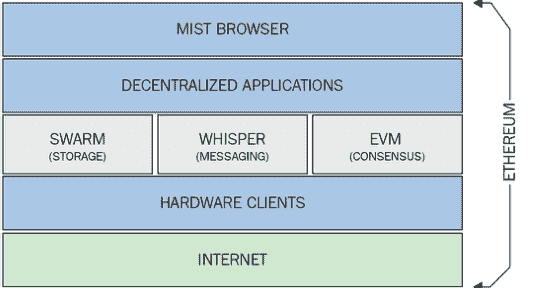 MIST BROWSER
DECENTRALIZED APPLICATIONS
SWARM
(STORAGE)
WHISPER
(MESSAGING)
EVM
(CONSENSUS)
HARDWARE CLIENTS
INTERNET
ETHEREUM